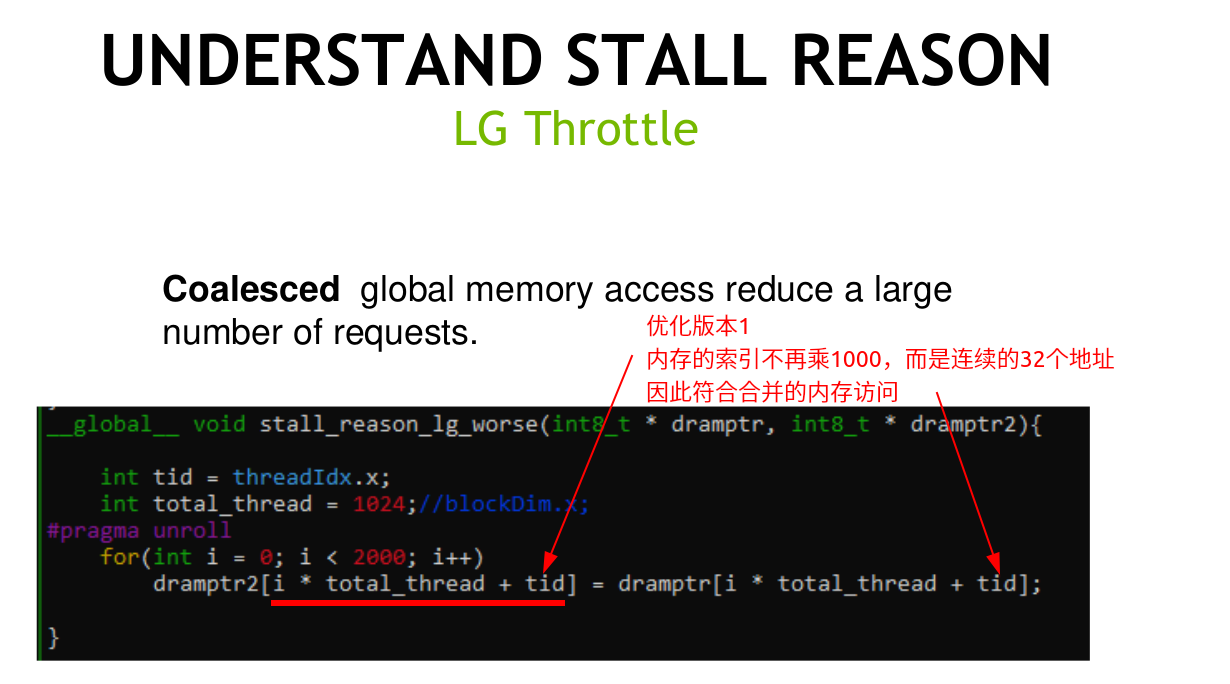 UNDERSTAND STALL REASON
LG Throttle
Coalesced global memory access reduce a large
number of requests.
优化版本1
内存的索引不再乘1000，而是连续的32个地址
因此符合合并的内存访问
__global__ void stall_reason_lg_worse(int8_t * dramptr, int8_t * dramptr2){
int tid = threadIdx.x;
int total_thread = 1024;//blockDim.x;
#pragma unroll
for(int i = 0; i < 2000; i++)
dramptr2[i * total_thread + tid] = dramptr[i * total_thread + tid];
}